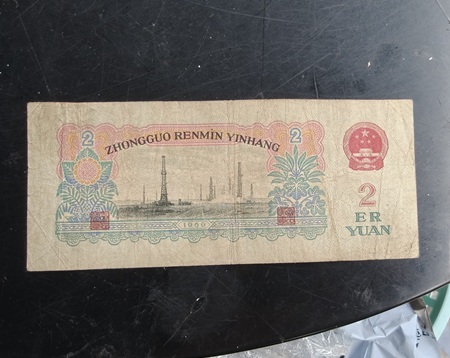 2
2
ZHONGGUO RENMIN YINHANG
2
ER
YUAN
1960